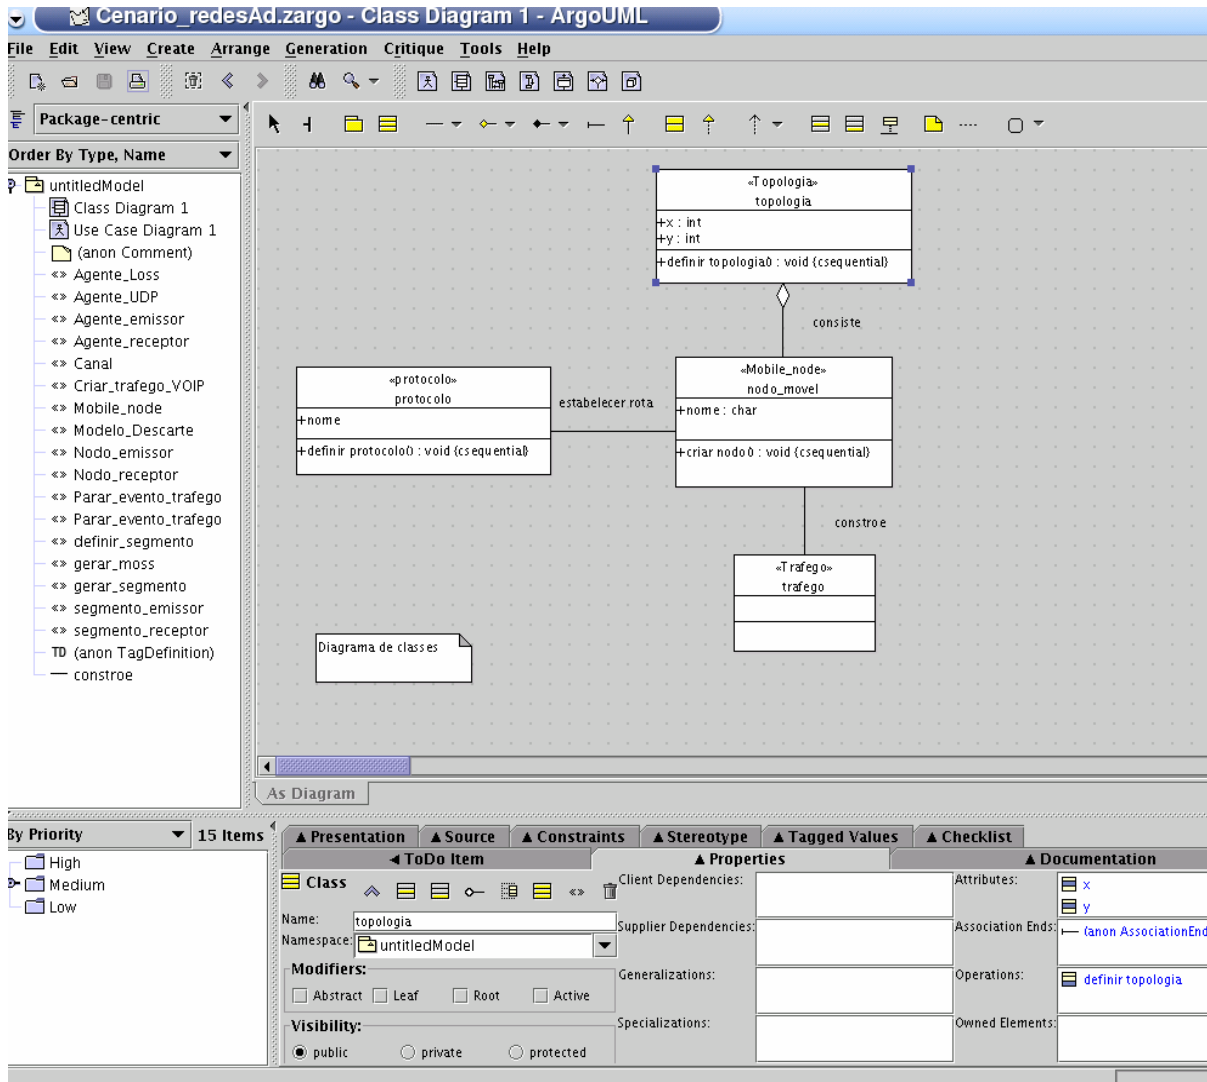 Cenario_redesAd.zargo - Class Diagram 1 - ArgoUML
File Edit View Create Arrange Generation Critique Tools Help
Package-centric
Order By Type, Name
untitledModel
Class Diagram 1
Use Case Diagram 1
(anon Comment)
«» Agente_Loss
«» Agente_UDP
«» Agente_emissor
«» Agente_receptor
«» Canal
«» Criar_trafego_VOIP
«» Mobile_node
«» Modelo_Descarte
«» Nodo_emissor
«» Nodo_receptor
«» Parar_evento_trafego
«» Parar_evento_trafego
«» definir_segmento
«» gerar_moss
«» gerar_segmento
«» segmento_emissor
«» segmento_receptor
TD (anon TagDefinition)
constroe
«Topologia»
topologia
+x : int
+y : int
+definir topologia() : void {csequential}
consiste
«protocolo»
protocolo
+nome
+definir protocolo() : void {csequential}
estabelecer rota
«Mobile_node»
nodo_movel
+nome : char
+criar nodo() : void {csequential}
constroe
«Trafego»
trafego
Diagrama de classes
As Diagram
By Priority 15 Items
High
Medium
Low
Presentation Source Constraints Stereotype Tagged Values Checklist
ToDo Item Properties Documentation
Class
Name: topologia
Namespace: untitledModel
Modifiers:
Abstract Leaf Root Active
Visibility:
public private protected
Client Dependencies:
Supplier Dependencies:
Generalizations:
Specializations:
Attributes: x
y
Association Ends: (anon AssociationEnd
Operations: definir topologia
Owned Elements: